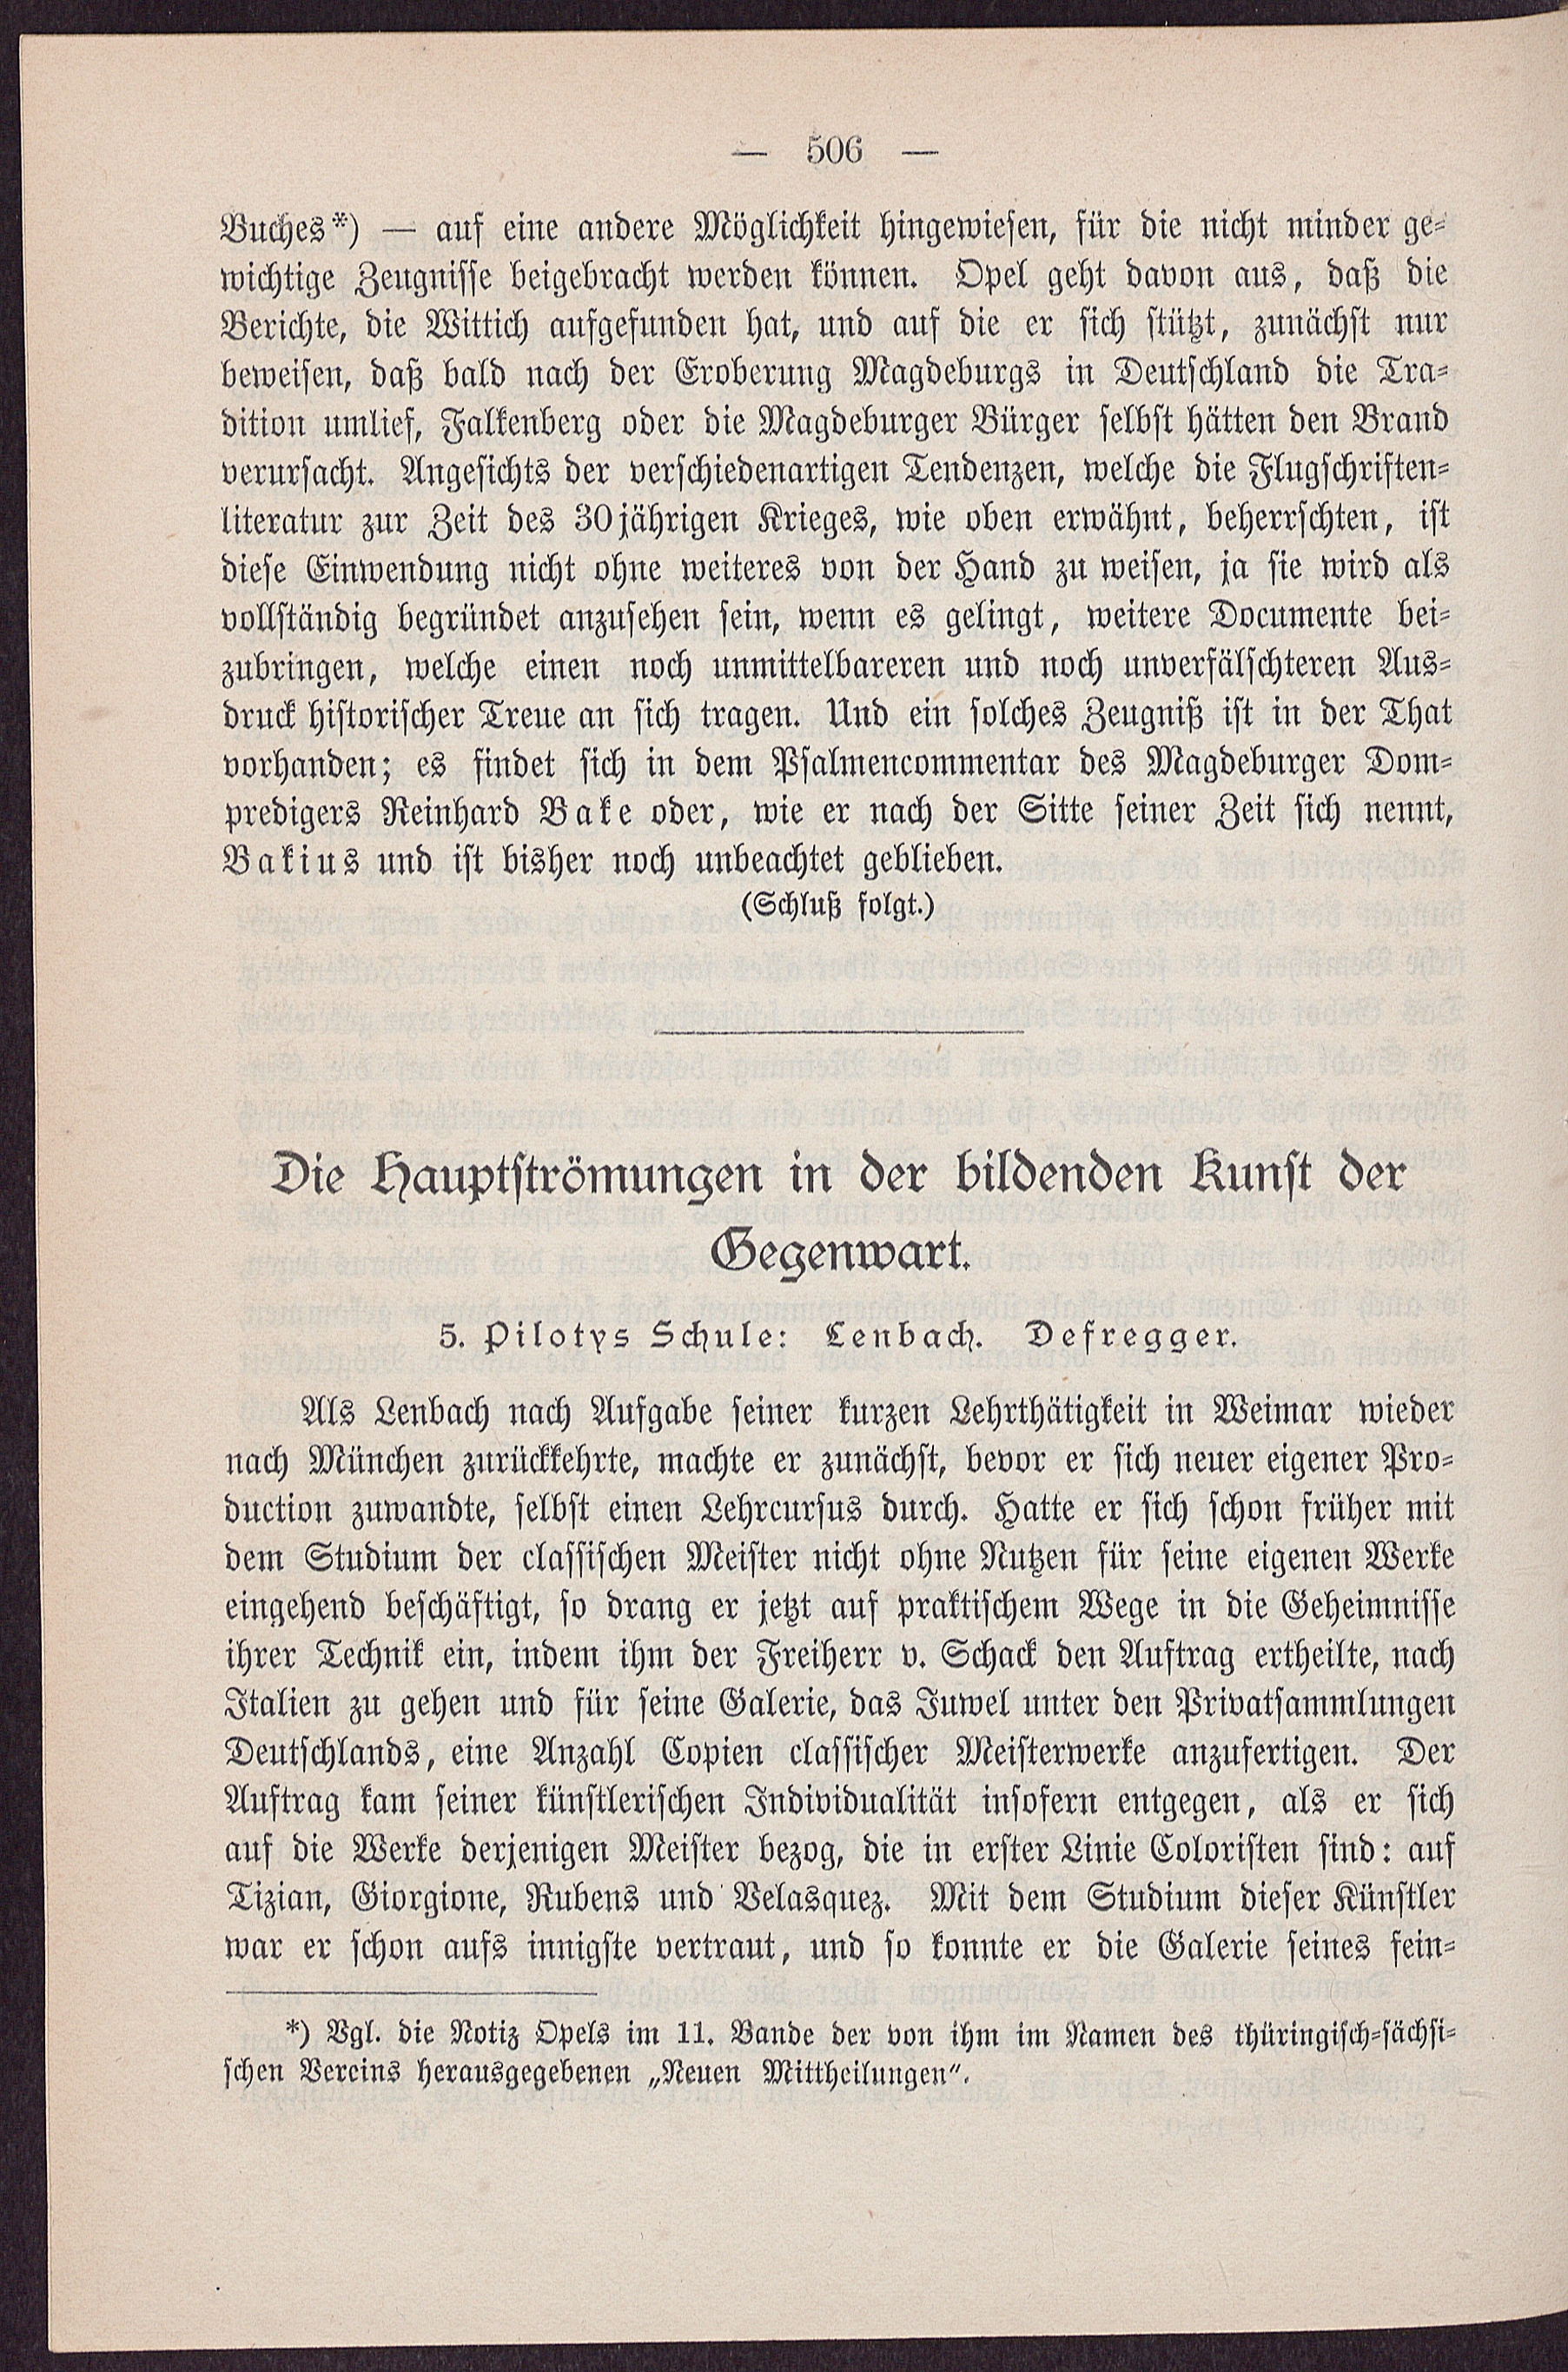 — 506 —
Buches*) — auf eine andere Möglichkeit hingewiesen, für die nicht minder ge-
wichtige Zeugnisse beigebracht werden können. Opel geht davon aus, daß die
Berichte, die Wittich aufgefunden hat, und auf die er sich stützt, zunächst nur
beweisen, daß bald nach der Eroberung Magdeburgs in Deutschland die Tra-
dition umlief, Falkenberg oder die Magdeburger Bürger selbst hätten den Brand
verursacht. Angesichts der verschiedenartigen Tendenzen, welche die Flugschriften-
literatur zur Zeit des 30jährigen Krieges, wie oben erwähnt, beherrschten, ist
diese Einwendung nicht ohne weiteres von der Hand zu weisen, ja sie wird als
vollständig begründet anzusehen sein, wenn es gelingt, weitere Documente bei-
zubringen, welche einen noch unmittelbareren und noch unverfälschteren Aus-
druck historischer Treue an sich tragen. Und ein solches Zeugniß ist in der That
vorhanden; es findet sich in dem Psalmencommentar des Magdeburger Dom-
predigers Reinhard Bake oder, wie er nach der Sitte seiner Zeit sich nennt,
Bakius und ist bisher noch unbeachtet geblieben.
(Schluß folgt.)
Die Hauptströmungen in der bildenden Kunst der
Gegenwart.
5. Pilotys Schule: Lenbach. Defregger.
Als Lenbach nach Aufgabe seiner kurzen Lehrthätigkeit in Weimar wieder
nach München zurückkehrte, machte er zunächst, bevor er sich neuer eigener Pro-
duction zuwandte, selbst einen Lehrcursus durch. Hatte er sich schon früher mit
dem Studium der classischen Meister nicht ohne Nutzen für seine eigenen Werke
eingehend beschäftigt, so drang er jetzt auf praktischem Wege in die Geheimnisse
ihrer Technik ein, indem ihm der Freiherr v. Schack den Auftrag ertheilte, nach
Italien zu gehen und für seine Galerie, das Juwel unter den Privatsammlungen
Deutschlands, eine Anzahl Copien classischer Meisterwerke anzufertigen. Der
Auftrag kam seiner künstlerischen Individualität insofern entgegen, als er sich
auf die Werke derjenigen Meister bezog, die in erster Linie Coloristen sind: auf
Tizian, Giorgione, Rubens und Velasquez. Mit dem Studium dieser Künstler
war er schon aufs innigste vertraut, und so konnte er die Galerie seines fein-
*) Vgl. die Notiz Opels im 11. Bande der von ihm im Namen des thüringisch-sächsi-
schen Vereins herausgegebenen „Neuen Mittheilungen“.